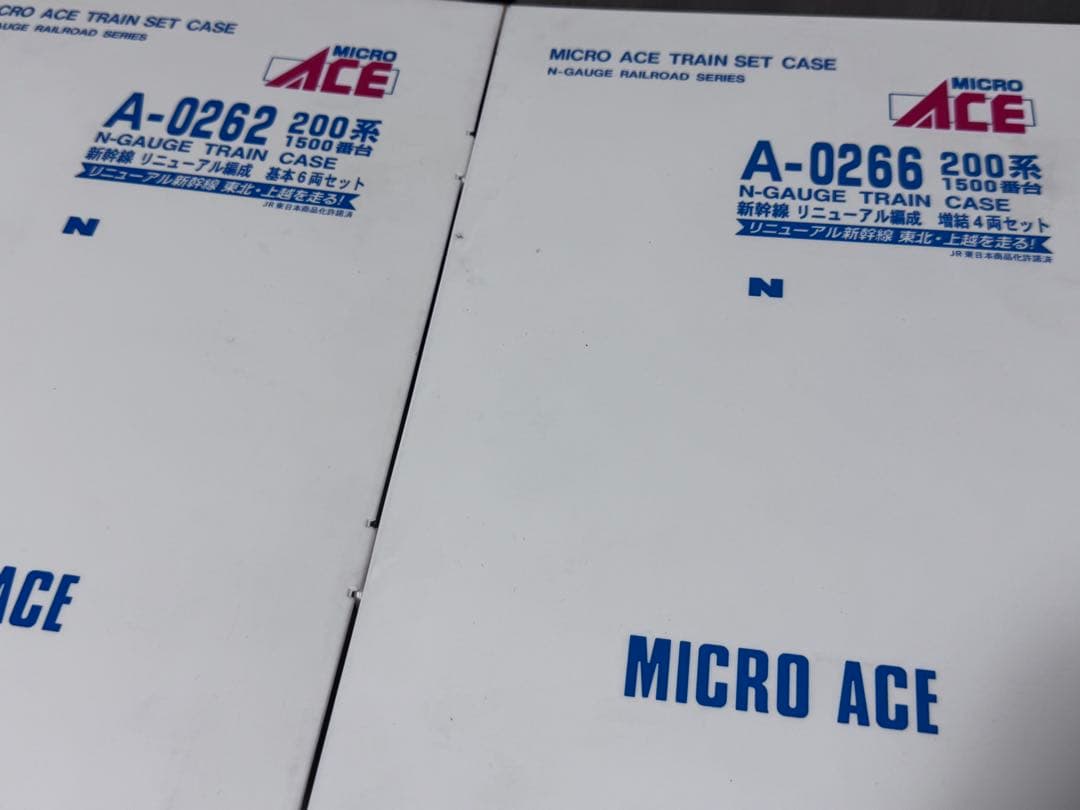 CRO ACE TRAIN SET CASE
AUGE RAILROAD SERIES
MICRO
ACE
A-0262 200系
1500番台
N-GAUGE TRAIN CASE
新幹線 リニューアル編成 基本6両セット
リニューアル新幹線 東北・上越を走る!
JR東日本商品化許諾済
N
ACE
MICRO ACE TRAIN SET CASE
N-GAUGE RAILROAD SERIES
MICRO
ACE
A-0266 200系
1500番台
N-GAUGE TRAIN CASE
新幹線 リニューアル編成 増結4両セット
リニューアル新幹線 東北・上越を走る!
JR東日本商品化許諾済
N
MICRO ACE